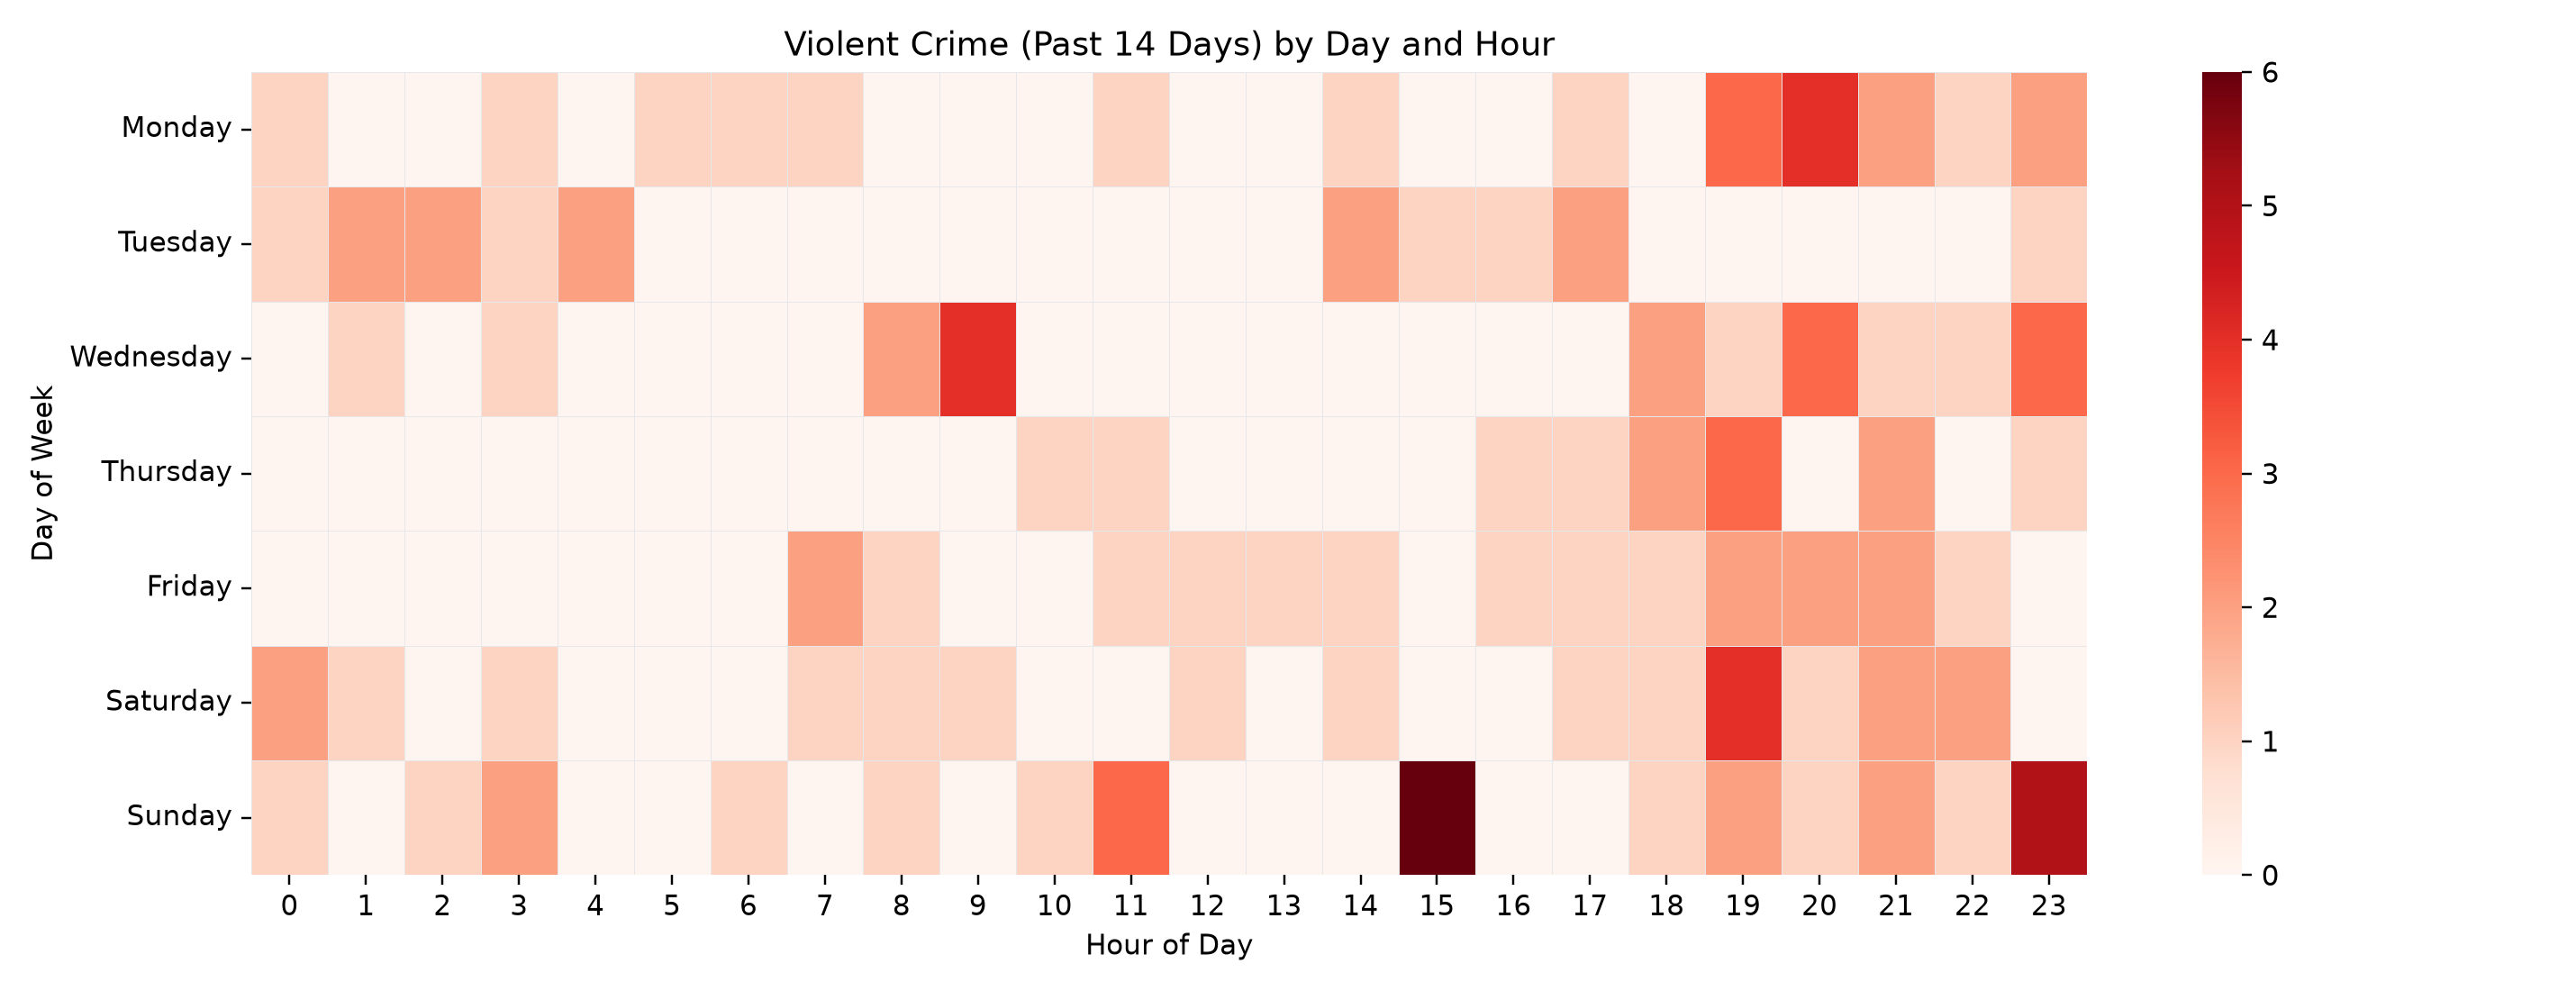 Violent Crime (Past 14 Days) by Day and Hour
Day of Week
Monday
Tuesday
Wednesday
Thursday
Friday
Saturday
Sunday
0 1 2 3 4 5 6 7 8 9 10 11 12 13 14 15 16 17 18 19 20 21 22 23
Hour of Day
6
5
4
3
2
1
0